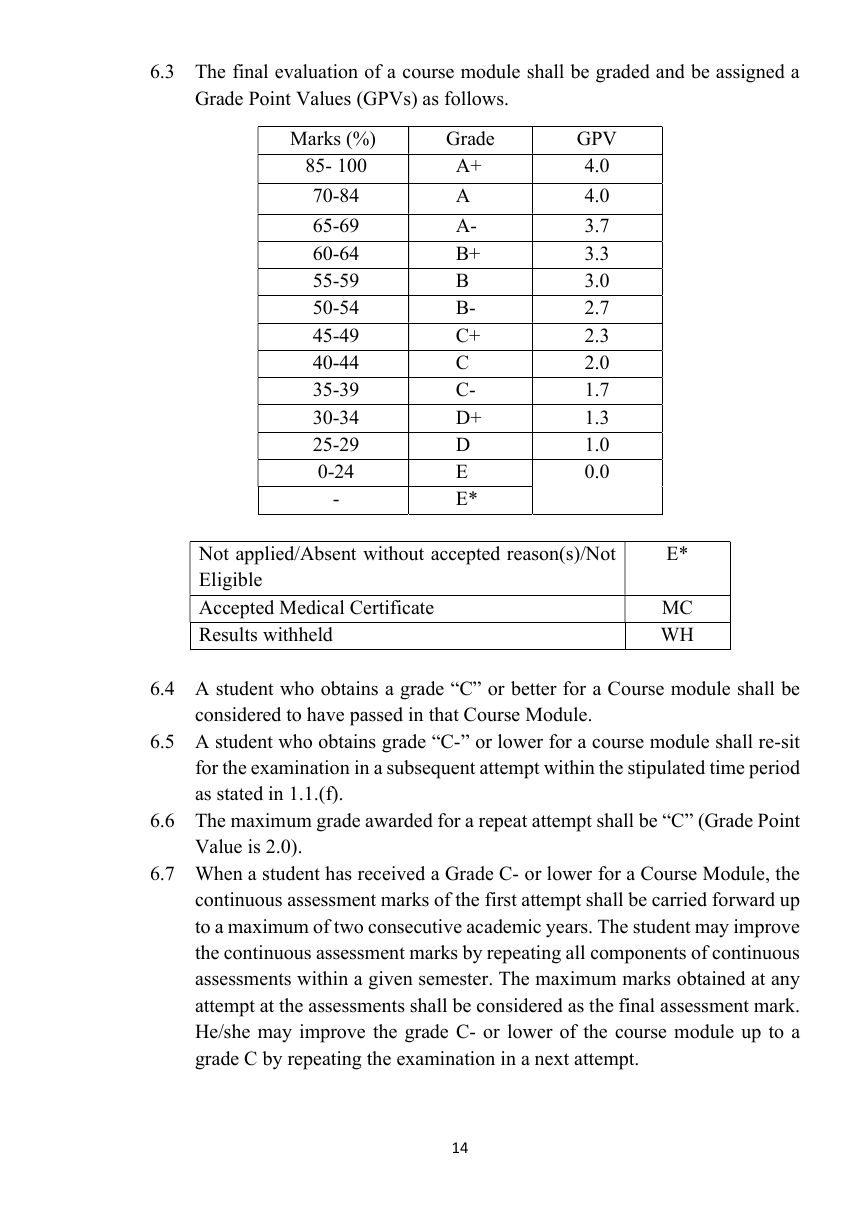 6.3 The final evaluation of a course module shall be graded and be assigned a
Grade Point Values (GPVs) as follows.
Marks (%) Grade GPV
85- 100 A+ 4.0
70-84 A 4.0
65-69 A- 3.7
60-64 B+ 3.3
55-59 B 3.0
50-54 B- 2.7
45-49 C+ 2.3
40-44 C 2.0
35-39 C- 1.7
30-34 D+ 1.3
25-29 D 1.0
0-24 E 0.0
- E*
Not applied/Absent without accepted reason(s)/Not E*
Eligible
Accepted Medical Certificate MC
Results withheld WH
6.4 A student who obtains a grade “C” or better for a Course module shall be
considered to have passed in that Course Module.
6.5 A student who obtains grade “C-” or lower for a course module shall re-sit
for the examination in a subsequent attempt within the stipulated time period
as stated in 1.1.(f).
6.6 The maximum grade awarded for a repeat attempt shall be “C” (Grade Point
Value is 2.0).
6.7 When a student has received a Grade C- or lower for a Course Module, the
continuous assessment marks of the first attempt shall be carried forward up
to a maximum of two consecutive academic years. The student may improve
the continuous assessment marks by repeating all components of continuous
assessments within a given semester. The maximum marks obtained at any
attempt at the assessments shall be considered as the final assessment mark.
He/she may improve the grade C- or lower of the course module up to a
grade C by repeating the examination in a next attempt.
14